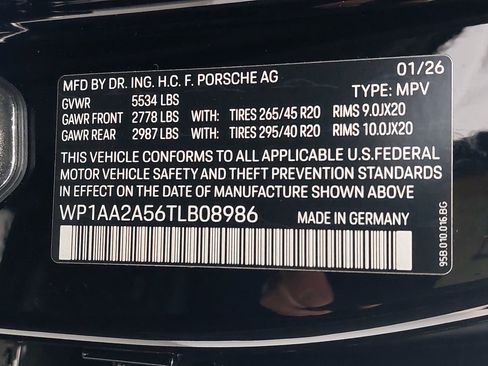 MFD BY DR. ING. H.C. F. PORSCHE AG 01/26
GVWR 5534 LBS TYPE: MPV
GAWR FRONT 2778 LBS WITH: TIRES 265/45 R20 RIMS 9.0JX20
GAWR REAR 2987 LBS WITH: TIRES 295/40 R20 RIMS 10.0JX20
THIS VEHICLE CONFORMS TO ALL APPLICABLE U.S.FEDERAL
MOTOR VEHICLE SAFETY AND THEFT PREVENTION STANDARDS
IN EFFECT ON THE DATE OF MANUFACTURE SHOWN ABOVE
WP1AA2A56TLB08986 MADE IN GERMANY
95B.010.016.BG